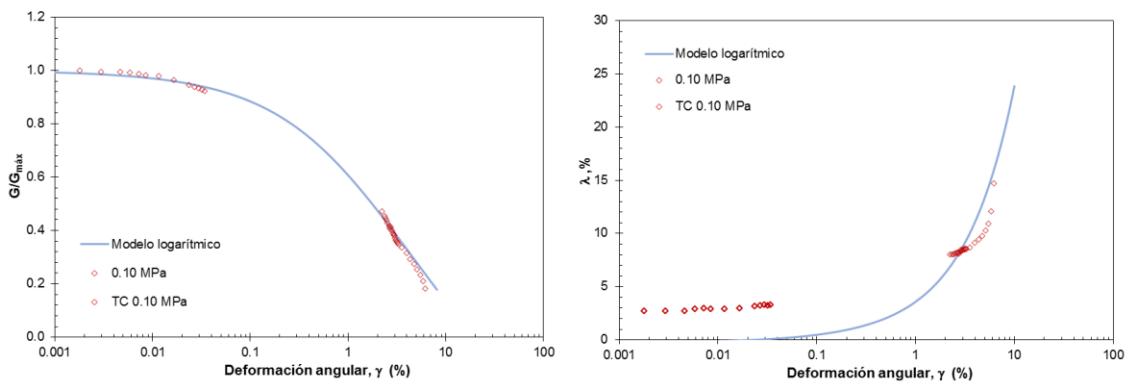 1.2
1.0
0.8
0.6
0.4
0.2
0.0
G/Gmáx
Modelo logarítmico
0.10 MPa
TC 0.10 MPa
0.001
0.01
0.1
1
10
100
Deformación angular, γ (%)
30
25
20
15
10
5
0
λ ,%
Modelo logarítmico
0.10 MPa
TC 0.10 MPa
0.001
0.01
0.1
1
10
100
Deformación angular, γ (%)